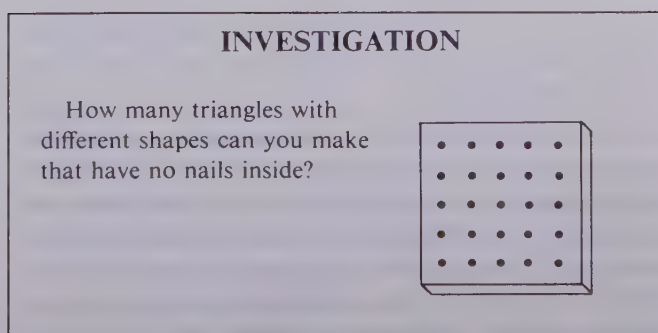 INVESTIGATION
How many triangles with
different shapes can you make
that have no nails inside?